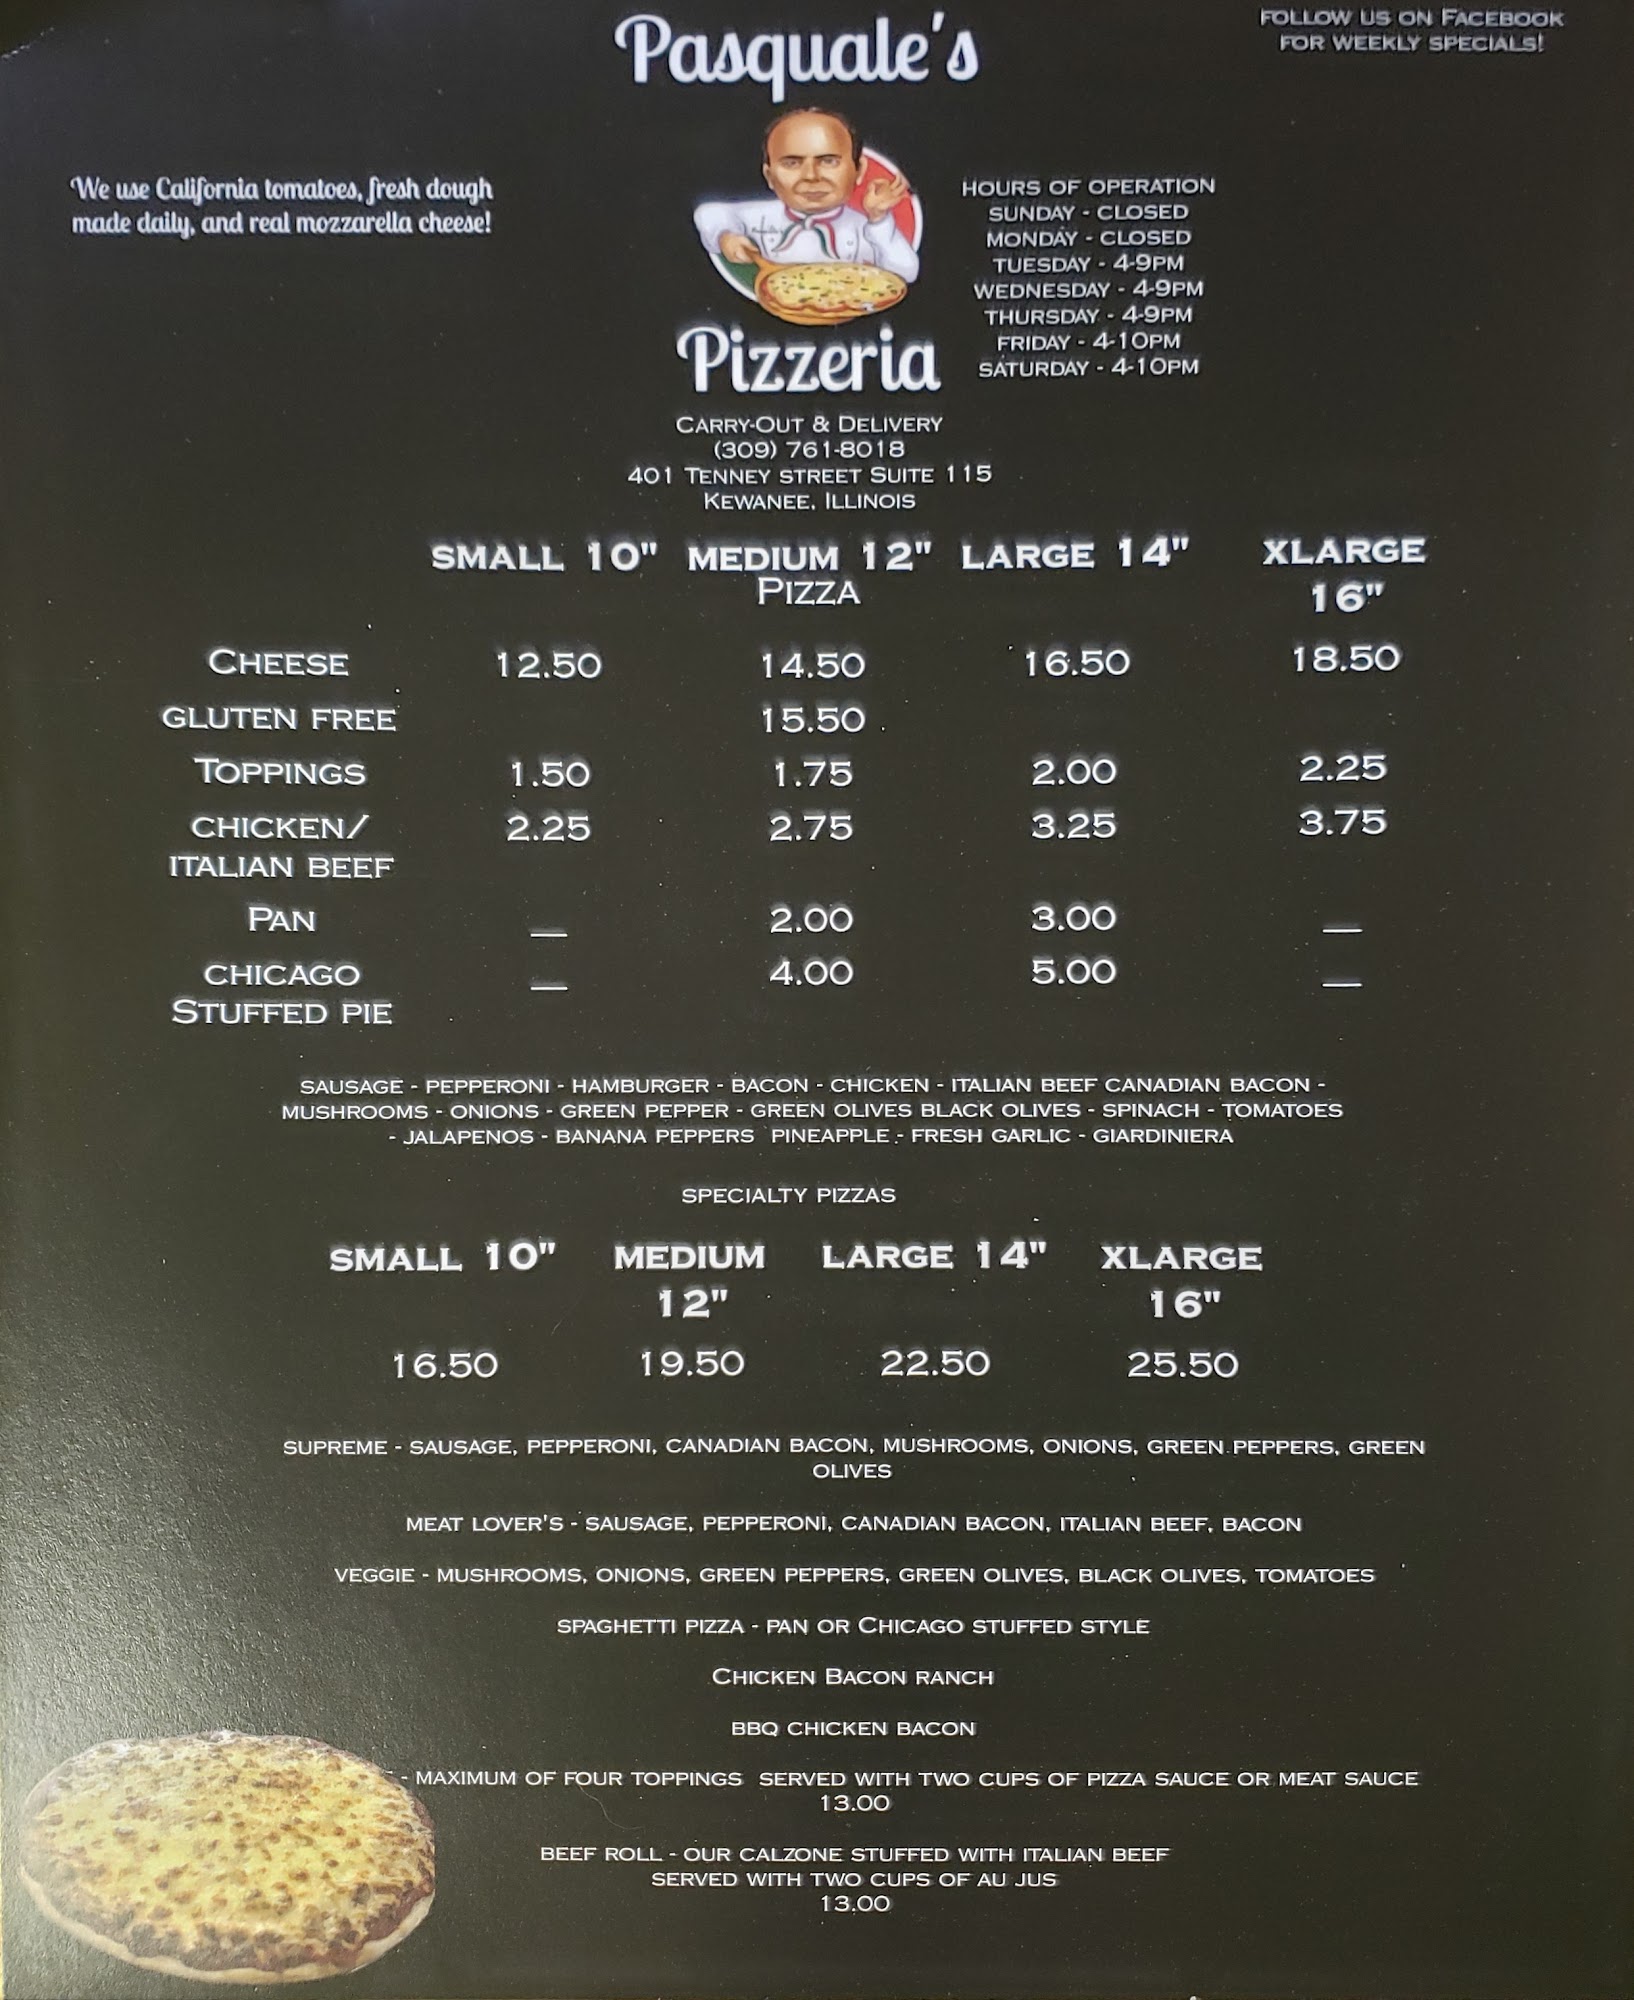 Pasquale's
FOLLOW US ON FACEBOOK
FOR WEEKLY SPECIALS!
We use California tomatoes, fresh dough
made daily, and real mozzarella cheese!
HOURS OF OPERATION
SUNDAY - CLOSED
MONDAY - CLOSED
TUESDAY - 4-9PM
WEDNESDAY - 4-9PM
THURSDAY - 4-9PM
FRIDAY - 4-10PM
SATURDAY - 4-10PM
Pizzeria
CARRY-OUT & DELIVERY
(309) 761-8018
401 TENNEY STREET SUITE 115
KEWANEE, ILLINOIS
SMALL 10" MEDIUM 12" LARGE 14" XLARGE 16"
PIZZA
CHEESE 12.50 14.50 16.50 18.50
GLUTEN FREE 15.50
TOPPINGS 1.50 1.75 2.00 2.25
CHICKEN/ 2.25 2.75 3.25 3.75
ITALIAN BEEF
PAN — 2.00 3.00 —
CHICAGO — 4.00 5.00 —
STUFFED PIE
SAUSAGE - PEPPERONI - HAMBURGER - BACON - CHICKEN - ITALIAN BEEF CANADIAN BACON -
MUSHROOMS - ONIONS - GREEN PEPPER - GREEN OLIVES BLACK OLIVES - SPINACH - TOMATOES
- JALAPENOS - BANANA PEPPERS PINEAPPLE - FRESH GARLIC - GIARDINIERA
SPECIALTY PIZZAS
SMALL 10" MEDIUM 12" LARGE 14" XLARGE 16"
16.50 19.50 22.50 25.50
SUPREME - SAUSAGE, PEPPERONI, CANADIAN BACON, MUSHROOMS, ONIONS, GREEN PEPPERS, GREEN
OLIVES
MEAT LOVER'S - SAUSAGE, PEPPERONI, CANADIAN BACON, ITALIAN BEEF, BACON
VEGGIE - MUSHROOMS, ONIONS, GREEN PEPPERS, GREEN OLIVES, BLACK OLIVES, TOMATOES
SPAGHETTI PIZZA - PAN OR CHICAGO STUFFED STYLE
CHICKEN BACON RANCH
BBQ CHICKEN BACON
- MAXIMUM OF FOUR TOPPINGS SERVED WITH TWO CUPS OF PIZZA SAUCE OR MEAT SAUCE
13.00
BEEF ROLL - OUR CALZONE STUFFED WITH ITALIAN BEEF
SERVED WITH TWO CUPS OF AU JUS
13.00